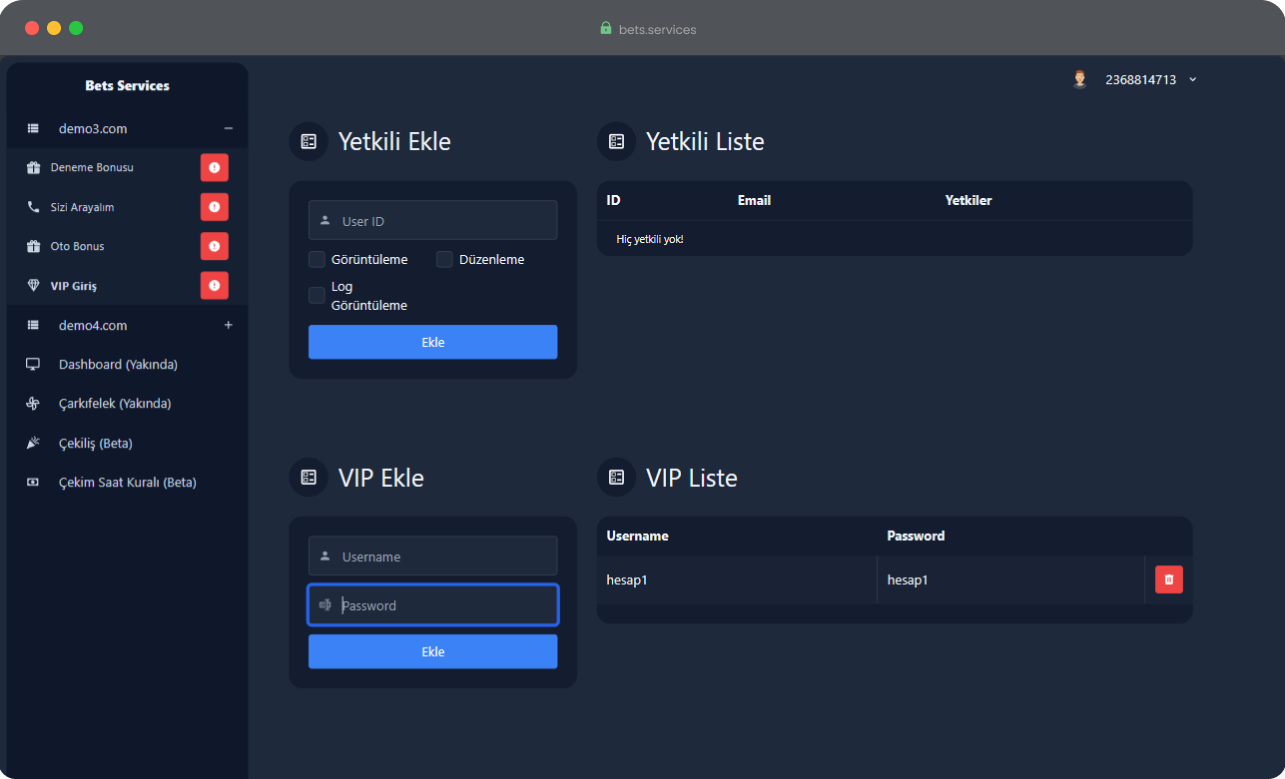 bets.services
Bets Services
2368814713
demo3.com
Deneme Bonusu
Sizi Arayalım
Oto Bonus
VIP Giriş
demo4.com
Dashboard (Yakında)
Çarkıfelek (Yakında)
Çekiliş (Beta)
Çekim Saat Kuralı (Beta)
Yetkili Ekle
User ID
Görüntüleme
Düzenleme
Log
Görüntüleme
Ekle
Yetkili Liste
ID Email Yetkiler
Hiç yetkili yok!
VIP Ekle
Username
Password
Ekle
VIP Liste
Username Password
hesap1 hesap1